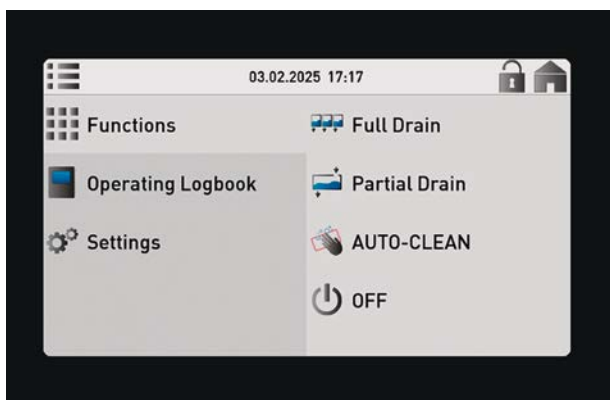 03.02.2025 17:17
Functions
Operating Logbook
Settings
Full Drain
Partial Drain
AUTO-CLEAN
OFF